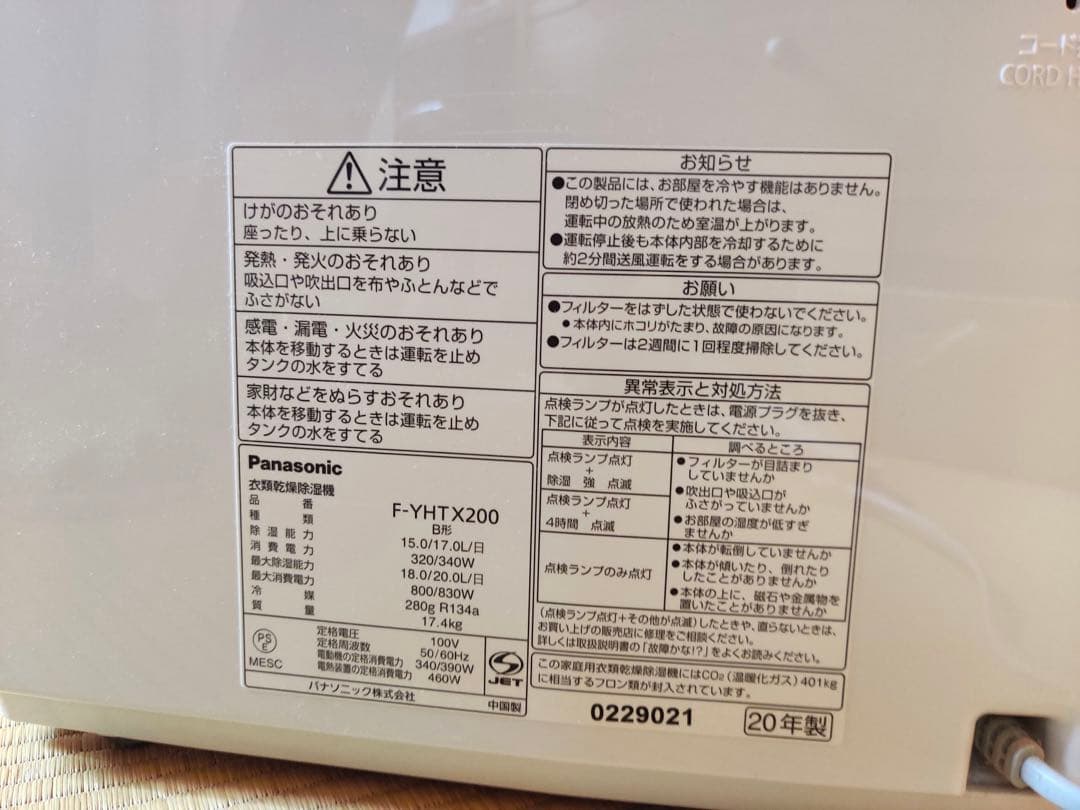 コード
CORD H
注意
けがのおそれあり
座ったり、上に乗らない
発熱・発火のおそれあり
吸込口や吹出口を布やふとんなどで
ふさがない
感電・漏電・火災のおそれあり
本体を移動するときは運転を止め
タンクの水をすてる
家財などをぬらすおそれあり
本体を移動するときは運転を止め
タンクの水をすてる
Panasonic
衣類乾燥除湿機
品番 F-YHTX200
種類 B形
除湿能力 15.0/17.0L/日
消費電力 320/340W
最大除湿能力 18.0/20.0L/日
最大消費電力 800/830W
冷媒 280g R134a
質量 17.4kg
PS
E
MESC
定格電圧 100V
定格周波数 50/60Hz
電動機の定格消費電力 340/390W
電熱装置の定格消費電力 460W
JET
パナソニック株式会社 中国製
お知らせ
●この製品には、お部屋を冷やす機能はありません。
閉め切った場所で使われた場合は、
運転中の放熱のため室温が上がります。
●運転停止後も本体内部を冷却するために
約2分間送風運転をする場合があります。
お願い
●フィルターをはずした状態で使わないでください。
●本体内にホコリがたまり、故障の原因になります。
●フィルターは2週間に1回程度掃除してください。
異常表示と対処方法
点検ランプが点灯したときは、電源プラグを抜き、
下記に従って点検を実施してください。
表示内容 調べるところ
点検ランプ点灯
+
除湿 強 点滅
点検ランプ点灯
+
4時間 点滅
●フィルターが目詰まり
していませんか
●吹出口や吸込口が
ふさがっていませんか
●お部屋の湿度が低すぎ
ませんか
点検ランプのみ点灯
●本体が転倒していませんか
●本体が傾いたり、倒れたり
したことがありませんか
●本体の上に、磁石や金属物を
置いたことがありませんか
(点検ランプ点灯+その他が点滅)したときや、直らないときは、
お買い上げの販売店に修理をご相談ください。
詳しくは取扱説明書の「故障かな!?」をよくお読みください。
この家庭用衣類乾燥除湿機にはCO₂(温暖化ガス)401kg
に相当するフロン類が封入されています。
0229021
20年製